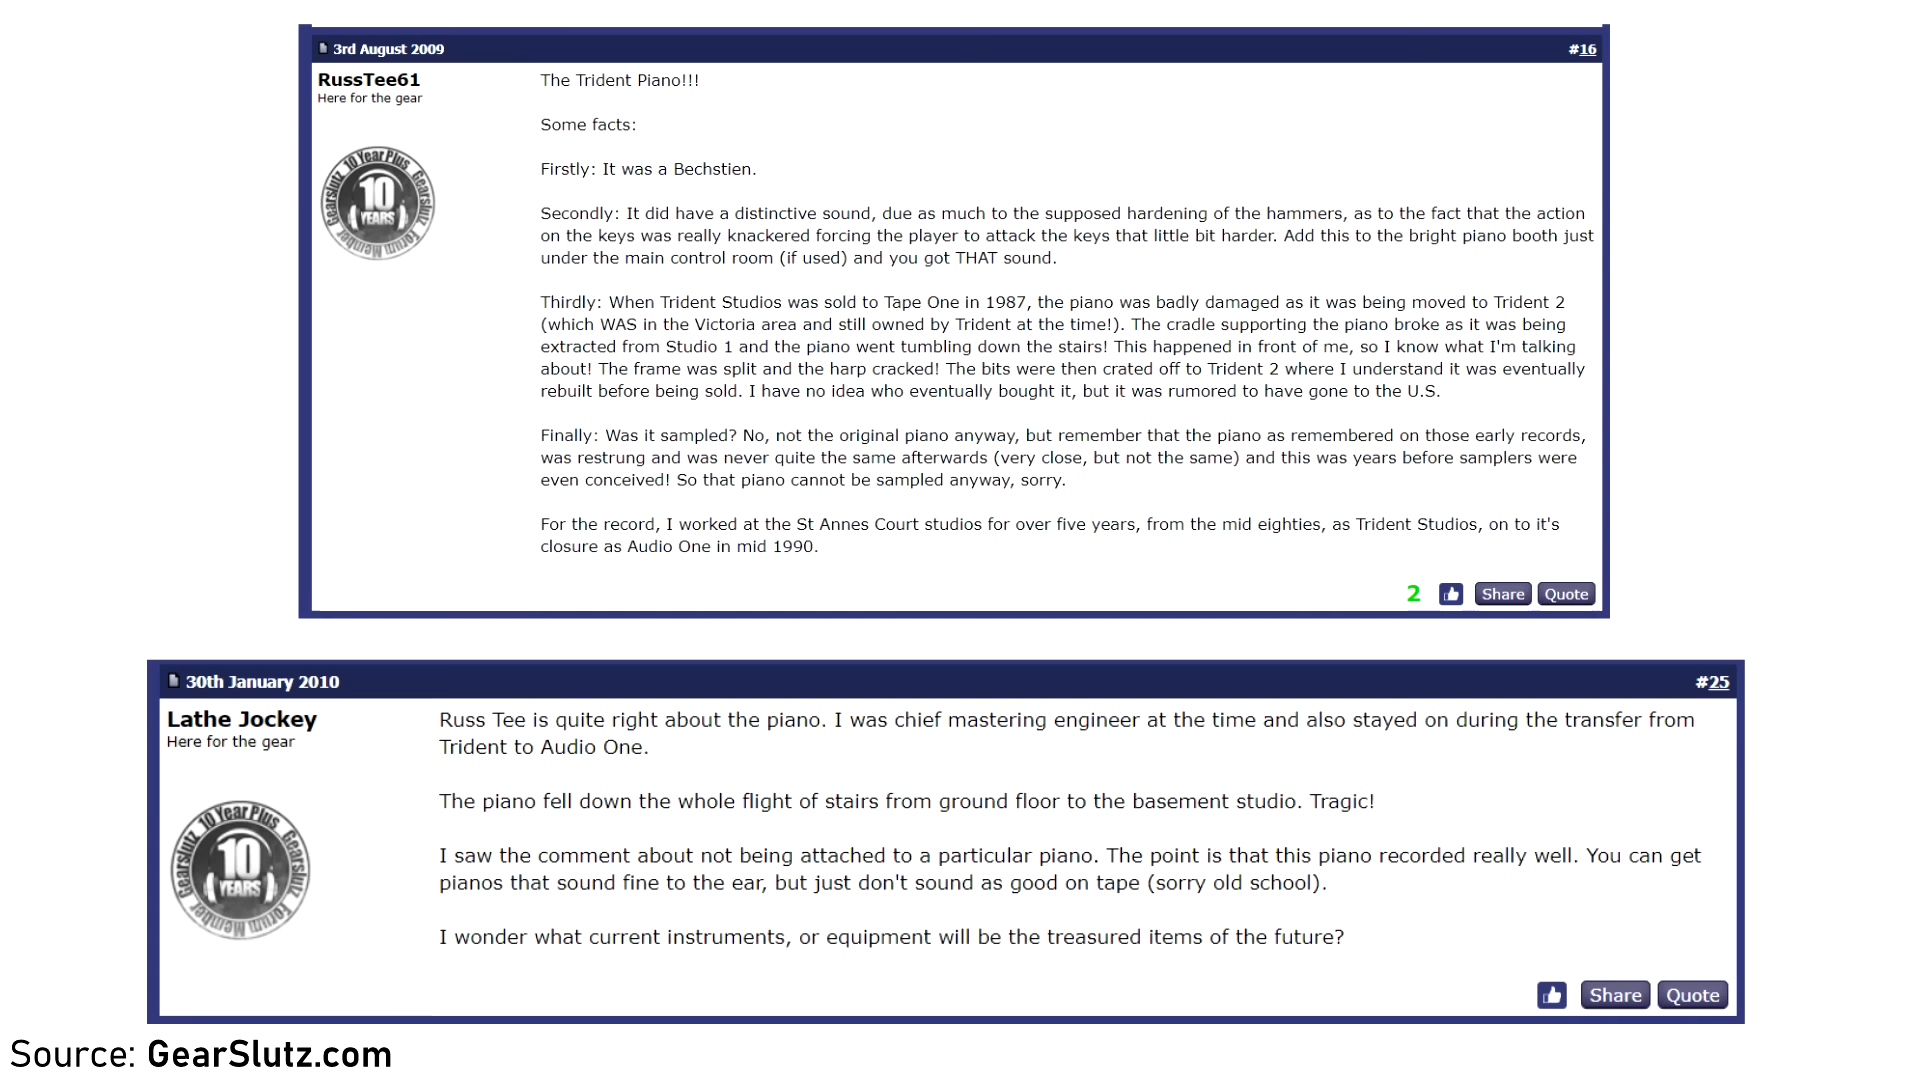 3rd August 2009
#16
RussTee61
Here for the gear
10 Year Plus
Gearslutz
10
YEARS
Forum Member
The Trident Piano!!!
Some facts:
Firstly: It was a Bechstien.
Secondly: It did have a distinctive sound, due as much to the supposed hardening of the hammers, as to the fact that the action
on the keys was really knackered forcing the player to attack the keys that little bit harder. Add this to the bright piano booth just
under the main control room (if used) and you got THAT sound.
Thirdly: When Trident Studios was sold to Tape One in 1987, the piano was badly damaged as it was being moved to Trident 2
(which WAS in the Victoria area and still owned by Trident at the time!). The cradle supporting the piano broke as it was being
extracted from Studio 1 and the piano went tumbling down the stairs! This happened in front of me, so I know what I'm talking
about! The frame was split and the harp cracked! The bits were then crated off to Trident 2 where I understand it was eventually
rebuilt before being sold. I have no idea who eventually bought it, but it was rumored to have gone to the U.S.
Finally: Was it sampled? No, not the original piano anyway, but remember that the piano as remembered on those early records,
was restrung and was never quite the same afterwards (very close, but not the same) and this was years before samplers were
even conceived! So that piano cannot be sampled anyway, sorry.
For the record, I worked at the St Annes Court studios for over five years, from the mid eighties, as Trident Studios, on to it's
closure as Audio One in mid 1990.
2
Share
Quote
30th January 2010
#25
Lathe Jockey
Here for the gear
10 Year Plus
Gearslutz
10
YEARS
Forum Member
Russ Tee is quite right about the piano. I was chief mastering engineer at the time and also stayed on during the transfer from
Trident to Audio One.
The piano fell down the whole flight of stairs from ground floor to the basement studio. Tragic!
I saw the comment about not being attached to a particular piano. The point is that this piano recorded really well. You can get
pianos that sound fine to the ear, but just don't sound as good on tape (sorry old school).
I wonder what current instruments, or equipment will be the treasured items of the future?
Share
Quote
Source: GearSlutz.com